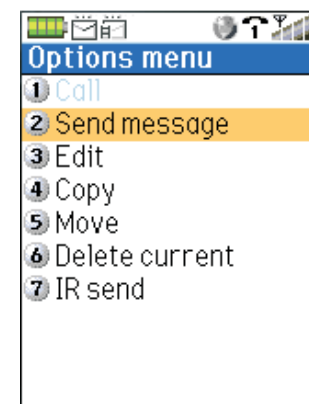 Options menu
1 Call
2 Send message
3 Edit
4 Copy
5 Move
6 Delete current
7 IR send